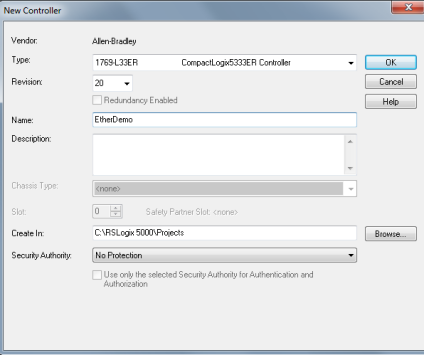 New Controller
Vendor: Allen-Bradley
Type: 1769-L33ER CompactLogix5333ER Controller OK
Revision: 20 Cancel
Redundancy Enabled Help
Name: EtherDemo
Description:
Chassis Type: <none>
Slot: 0 Safety Partner Slot: <none>
Create In: C:\RSLogix 5000\Projects Browse...
Security Authority: No Protection
Use only the selected Security Authority for Authentication and
Authorization